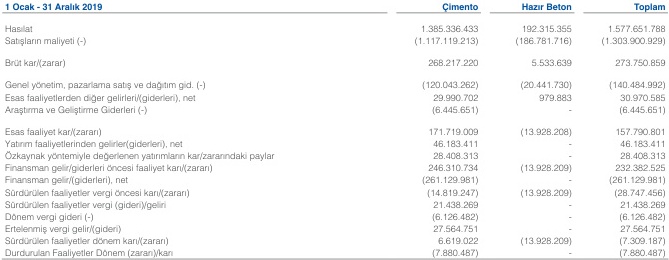 1 Ocak - 31 Aralık 2019 Çimento Hazır Beton Toplam
Hasılat 1.385.336.433 192.315.355 1.577.651.788
Satışların maliyeti (-) (1.117.119.213) (186.781.716) (1.303.900.929)
Brüt kar/(zarar) 268.217.220 5.533.639 273.750.859
Genel yönetim, pazarlama satış ve dağıtım gid. (-) (120.043.262) (20.441.730) (140.484.992)
Esas faaliyetlerden diğer gelirleri/(giderleri), net 29.990.702 979.883 30.970.585
Araştırma ve Geliştirme Giderleri (-) (6.445.651) - (6.445.651)
Esas faaliyet kar/(zararı) 171.719.009 (13.928.208) 157.790.801
Yatırım faaliyetlerinden gelirler(giderleri), net 46.183.411 - 46.183.411
Özkaynak yöntemiyle değerlenen yatırımların kar/zararındaki paylar 28.408.313 - 28.408.313
Finansman gelir/giderleri öncesi faaliyet karı/(zararı) 246.310.734 (13.928.209) 232.382.525
Finansman gelir/(giderleri), net (261.129.981) - (261.129.981)
Sürdürülen faaliyetler vergi öncesi karı/(zararı) (14.819.247) (13.928.209) (28.747.456)
Sürdürülen faaliyetler vergi (gideri)/geliri 21.438.269 - 21.438.269
Dönem vergi gideri (-) (6.126.482) - (6.126.482)
Ertelenmiş vergi gelir/(gideri) 27.564.751 - 27.564.751
Sürdürülen faaliyetler dönem karı/(zararı) 6.619.022 (13.928.209) (7.309.187)
Durdurulan Faaliyetler Dönem (zararı)/karı (7.880.487) - (7.880.487)